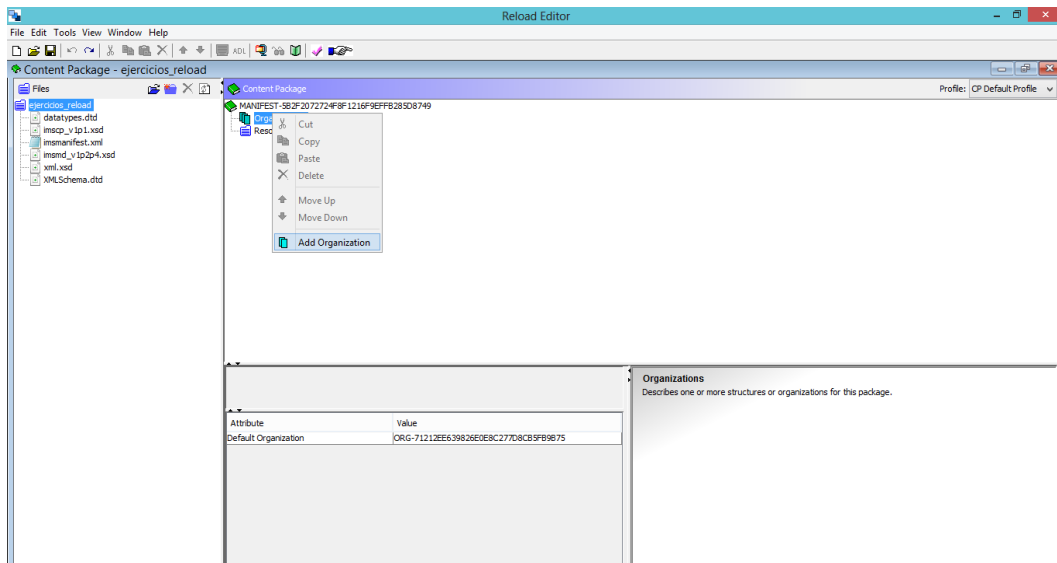 Reload Editor
File Edit Tools View Window Help
ADL
Content Package - ejercicios_reload
Files
Content Package
Profile: CP Default Profile
ejercicios_reload
datatypes.dtd
imscp_v1p1.xsd
imsmanifest.xml
imsmd_v1p2p4.xsd
xml.xsd
XMLSchema.dtd
MANIFEST-5B2F2072724F8F1216F9EFFB285D8749
Orga
Resc
Cut
Copy
Paste
Delete
Move Up
Move Down
Add Organization
Organizations
Describes one or more structures or organizations for this package.
Attribute Value
Default Organization ORG-71212EE639826E0E8C277D8CB5FB9B75